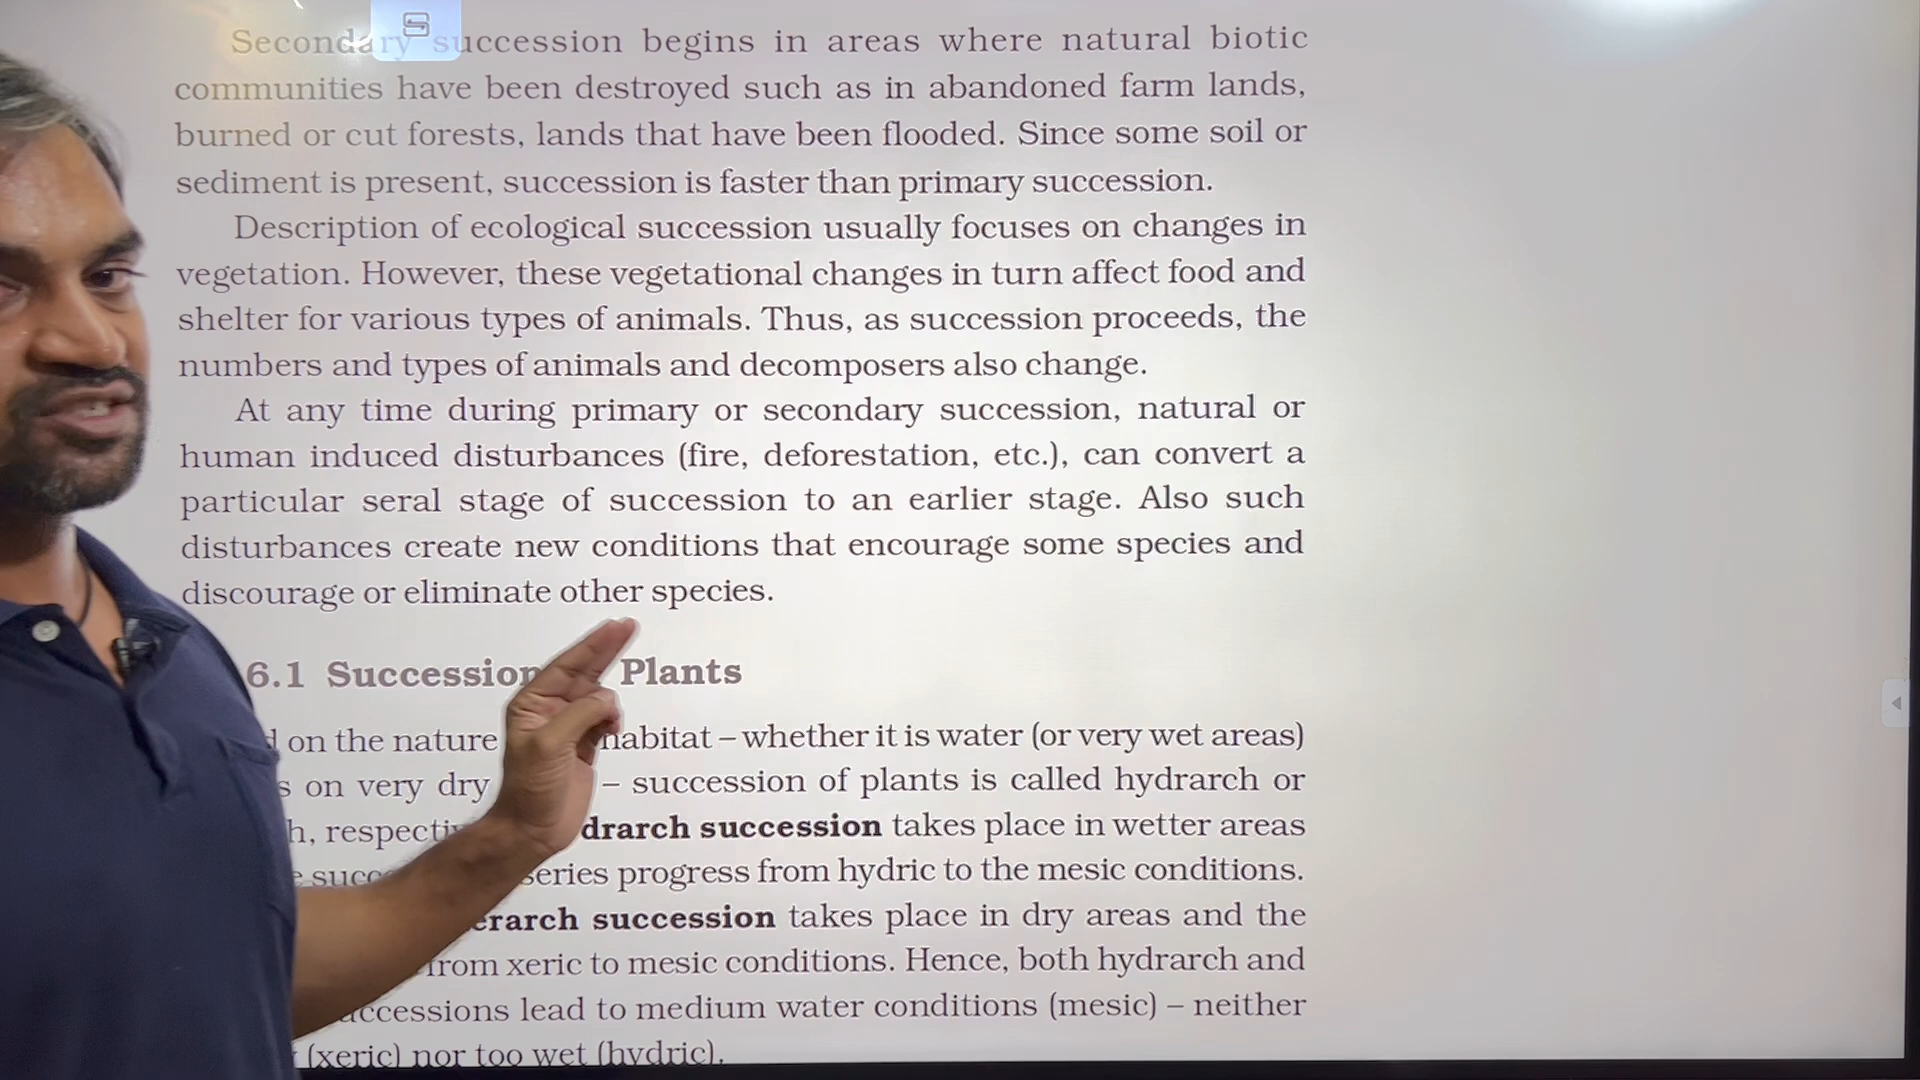 Secondary succession begins in areas where natural biotic
communities have been destroyed such as in abandoned farm lands,
burned or cut forests, lands that have been flooded. Since some soil or
sediment is present, succession is faster than primary succession.
Description of ecological succession usually focuses on changes in
vegetation. However, these vegetational changes in turn affect food and
shelter for various types of animals. Thus, as succession proceeds, the
numbers and types of animals and decomposers also change.
At any time during primary or secondary succession, natural or
human induced disturbances (fire, deforestation, etc.), can convert a
particular seral stage of succession to an earlier stage. Also such
disturbances create new conditions that encourage some species and
discourage or eliminate other species.
6.1 Succession Plants
on the nature habitat – whether it is water (or very wet areas)
on very dry – succession of plants is called hydrarch or
succession takes place in wetter areas
series progress from hydric to the mesic conditions.
succession takes place in dry areas and the
from xeric to mesic conditions. Hence, both hydrarch and
lead to medium water conditions (mesic) – neither
(xeric) nor too wet (hydric).